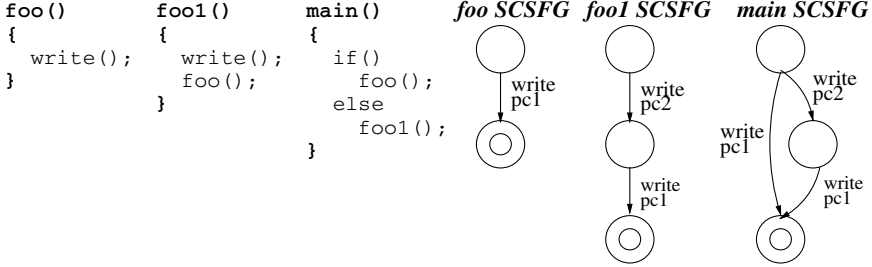 foo()
{
  write();
}
foo1()
{
  write();
  foo();
}
main()
{
  if()
    foo();
  else
    foo1();
}
foo SCSFG
write
pc1
foo1 SCSFG
write
pc2
write
pc1
main SCSFG
write
pc2
write
pc1
write
pc1